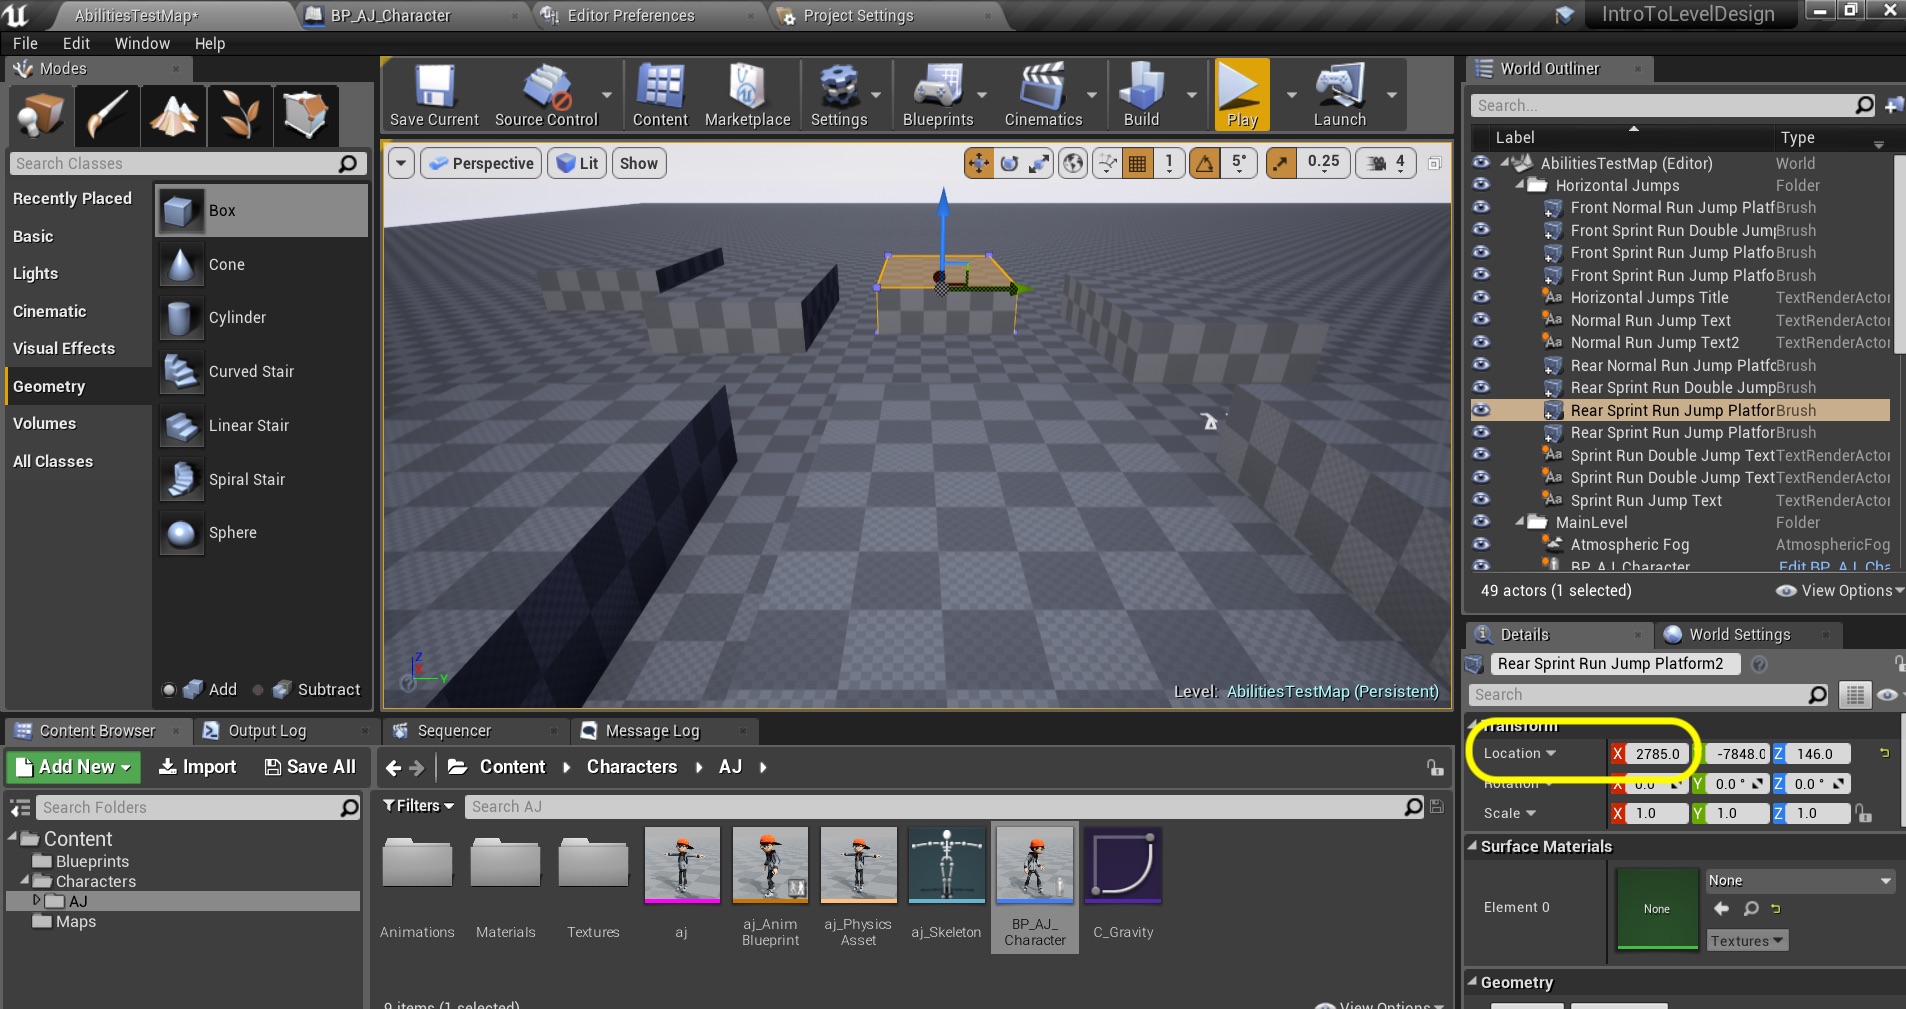 AbilitiesTestMap*
BP_AJ_Character
Editor Preferences
Project Settings
IntroToLevelDesign
File Edit Window Help
Modes
Search Classes
Recently Placed
Basic
Lights
Cinematic
Visual Effects
Geometry
Volumes
All Classes
Box
Cone
Cylinder
Curved Stair
Linear Stair
Spiral Stair
Sphere
Add Subtract
Save Current
Source Control
Content
Marketplace
Settings
Blueprints
Cinematics
Build
Play
Launch
Perspective
Lit
Show
1
5°
0.25
4
Z
X
Y
Level: AbilitiesTestMap (Persistent)
World Outliner
Search...
Label Type
AbilitiesTestMap (Editor) World
Horizontal Jumps Folder
Front Normal Run Jump Platf Brush
Front Sprint Run Double Jump Brush
Front Sprint Run Jump Platfo Brush
Front Sprint Run Jump Platfo Brush
Aa Horizontal Jumps Title TextRenderActor
Aa Normal Run Jump Text TextRenderActor
Aa Normal Run Jump Text2 TextRenderActor
Rear Normal Run Jump Platfo Brush
Rear Sprint Run Double Jump Brush
Rear Sprint Run Jump Platfor Brush
Rear Sprint Run Jump Platfor Brush
Aa Sprint Run Double Jump Text TextRenderActor
Aa Sprint Run Double Jump Text TextRenderActor
Aa Sprint Run Jump Text TextRenderActor
MainLevel Folder
Atmospheric Fog AtmosphericFog
BP_AJ_Character Edit BP_AJ_Cha
49 actors (1 selected) View Options
Details
World Settings
Rear Sprint Run Jump Platform2
Search
Transform
Location X 2785.0 -7848.0 Z 146.0
Rotation X 0.0 ° Y 0.0 ° Z 0.0 °
Scale X 1.0 Y 1.0 Z 1.0
Surface Materials
Element 0
None
None
Textures
Geometry
Content Browser
Output Log
Sequencer
Message Log
Add New Import Save All
Content Characters AJ
Search Folders
Filters
Search AJ
Content
Blueprints
Characters
AJ
Maps
Animations
Materials
Textures
aj
aj_Anim
Blueprint
aj_Physics
Asset
aj_Skeleton
BP_AJ_
Character
C_Gravity
9 items (1 selected)
View Options